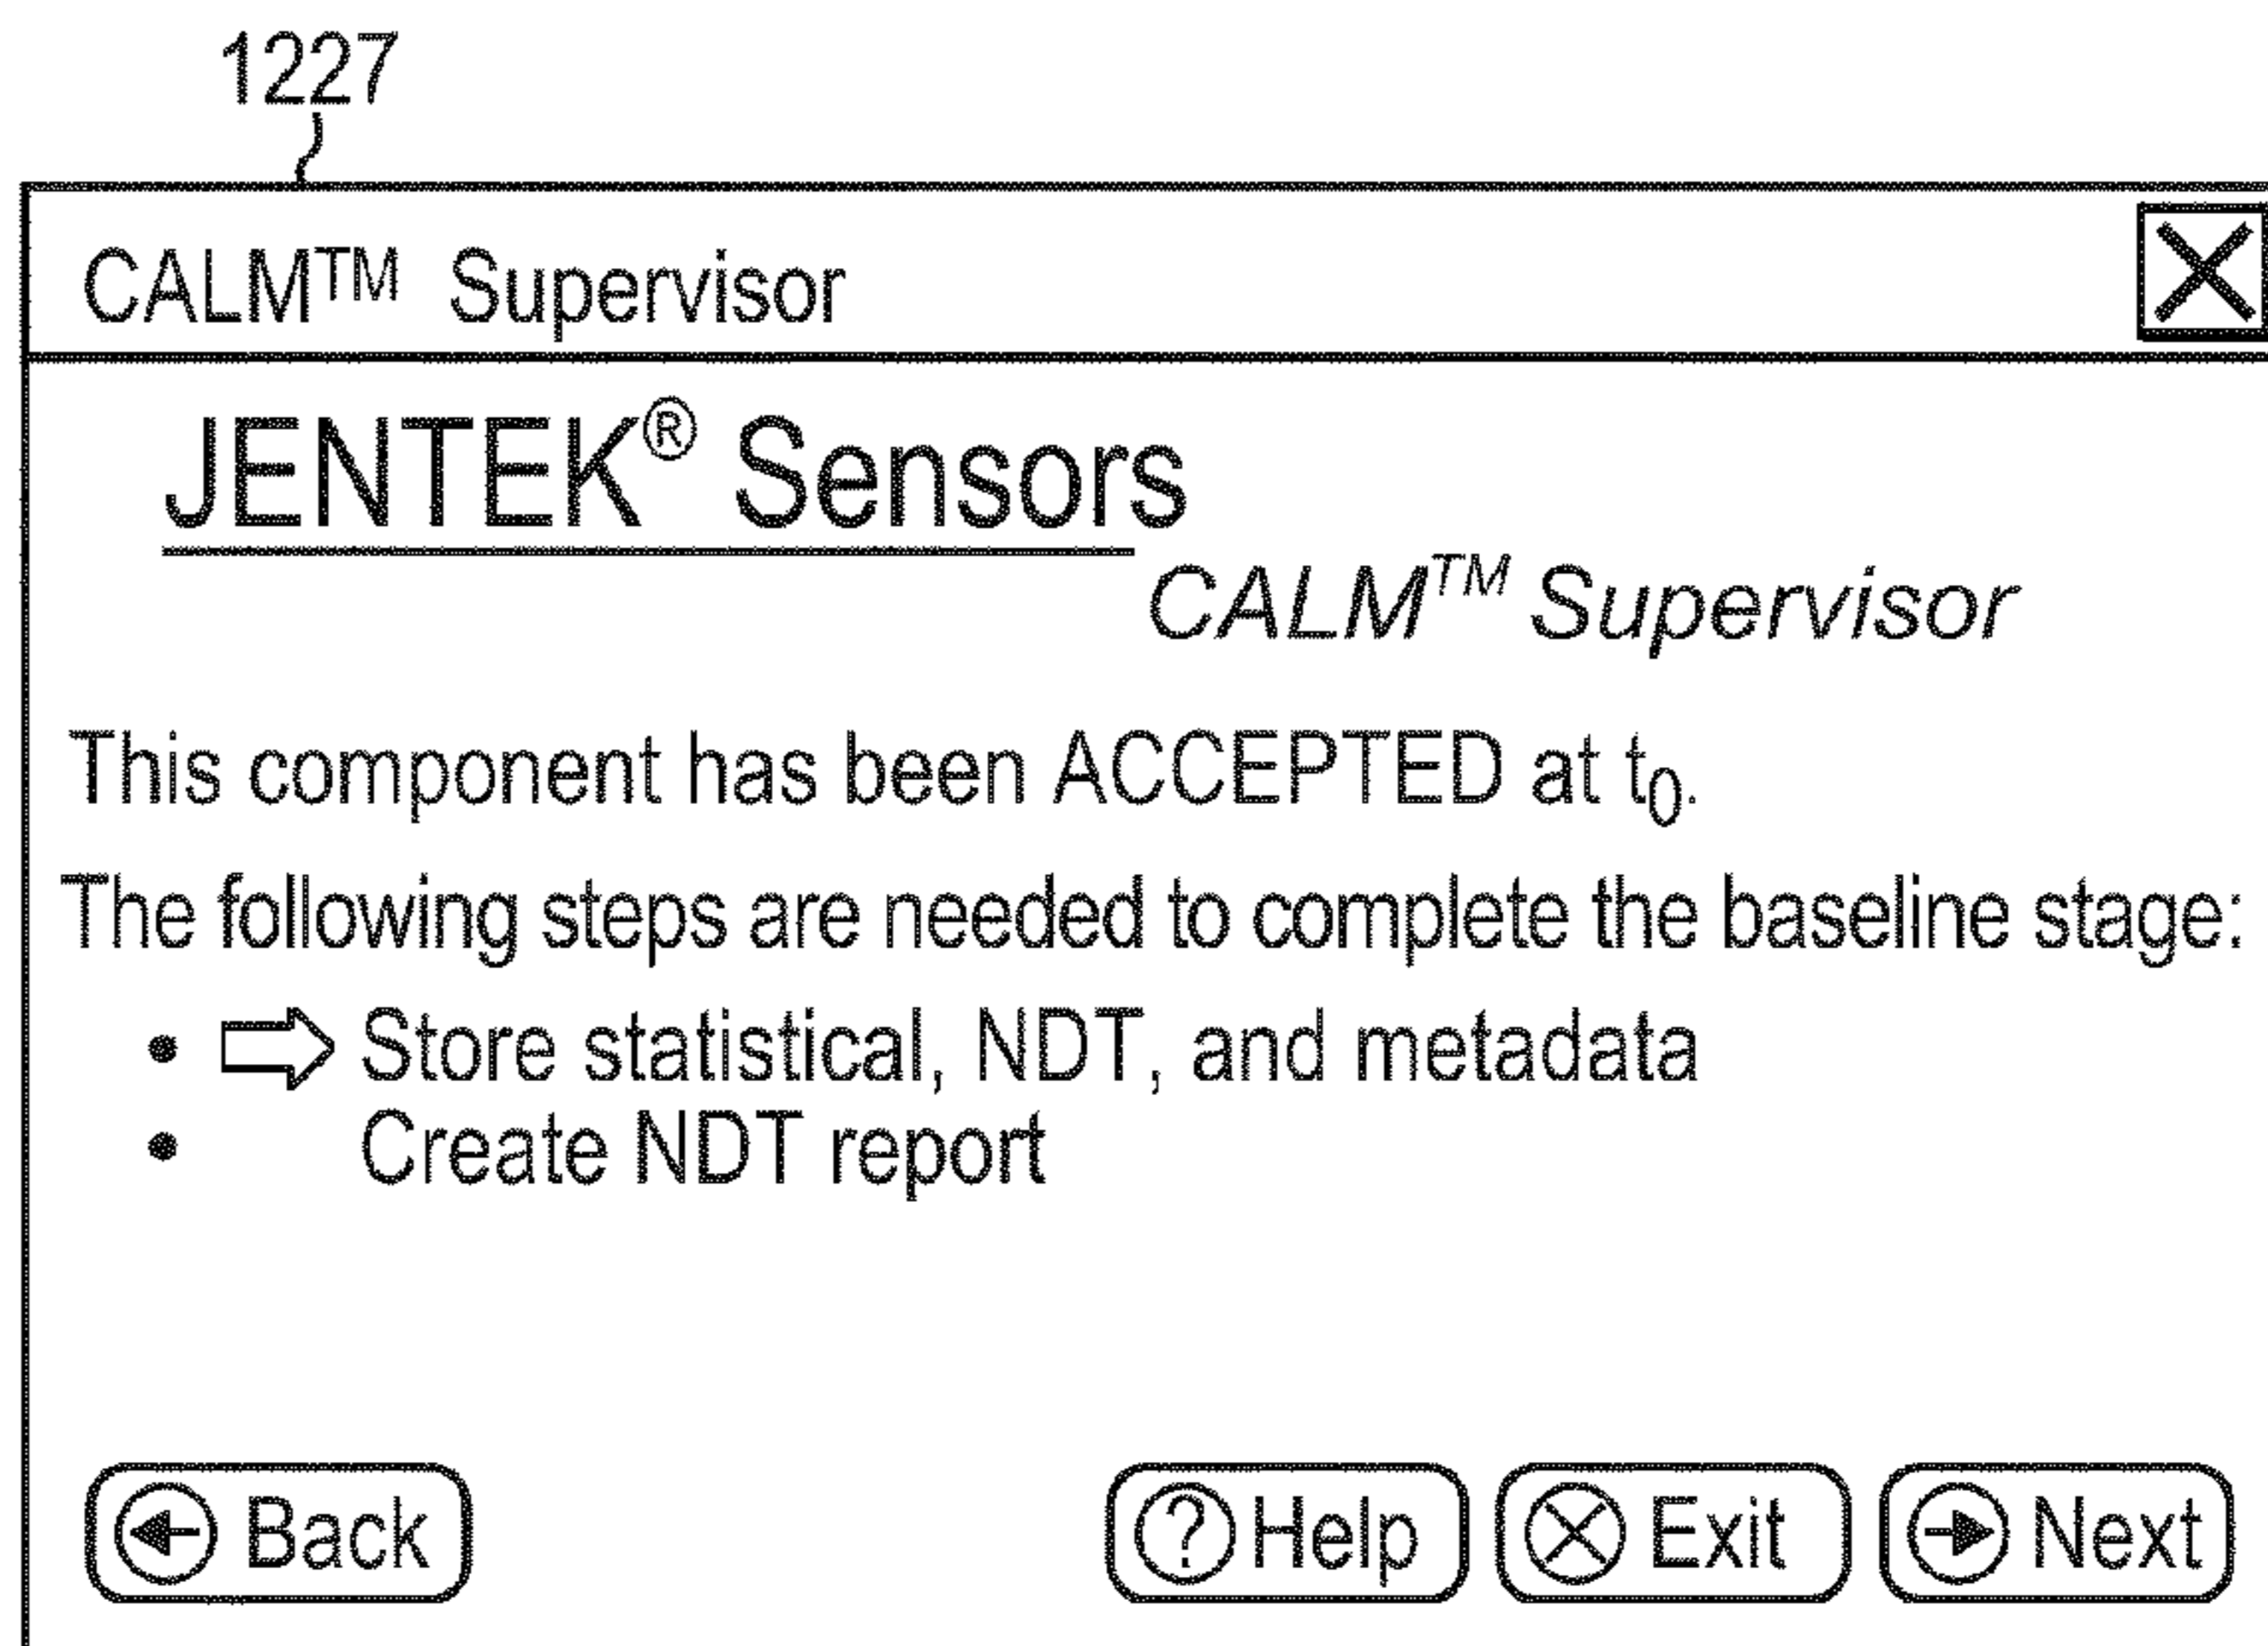 1227
CALM™ Supervisor
JENTEK® Sensors
CALM™ Supervisor
This component has been ACCEPTED at t₀.
The following steps are needed to complete the baseline stage:
• ⇨ Store statistical, NDT, and metadata
• Create NDT report
Back ? Help Exit Next